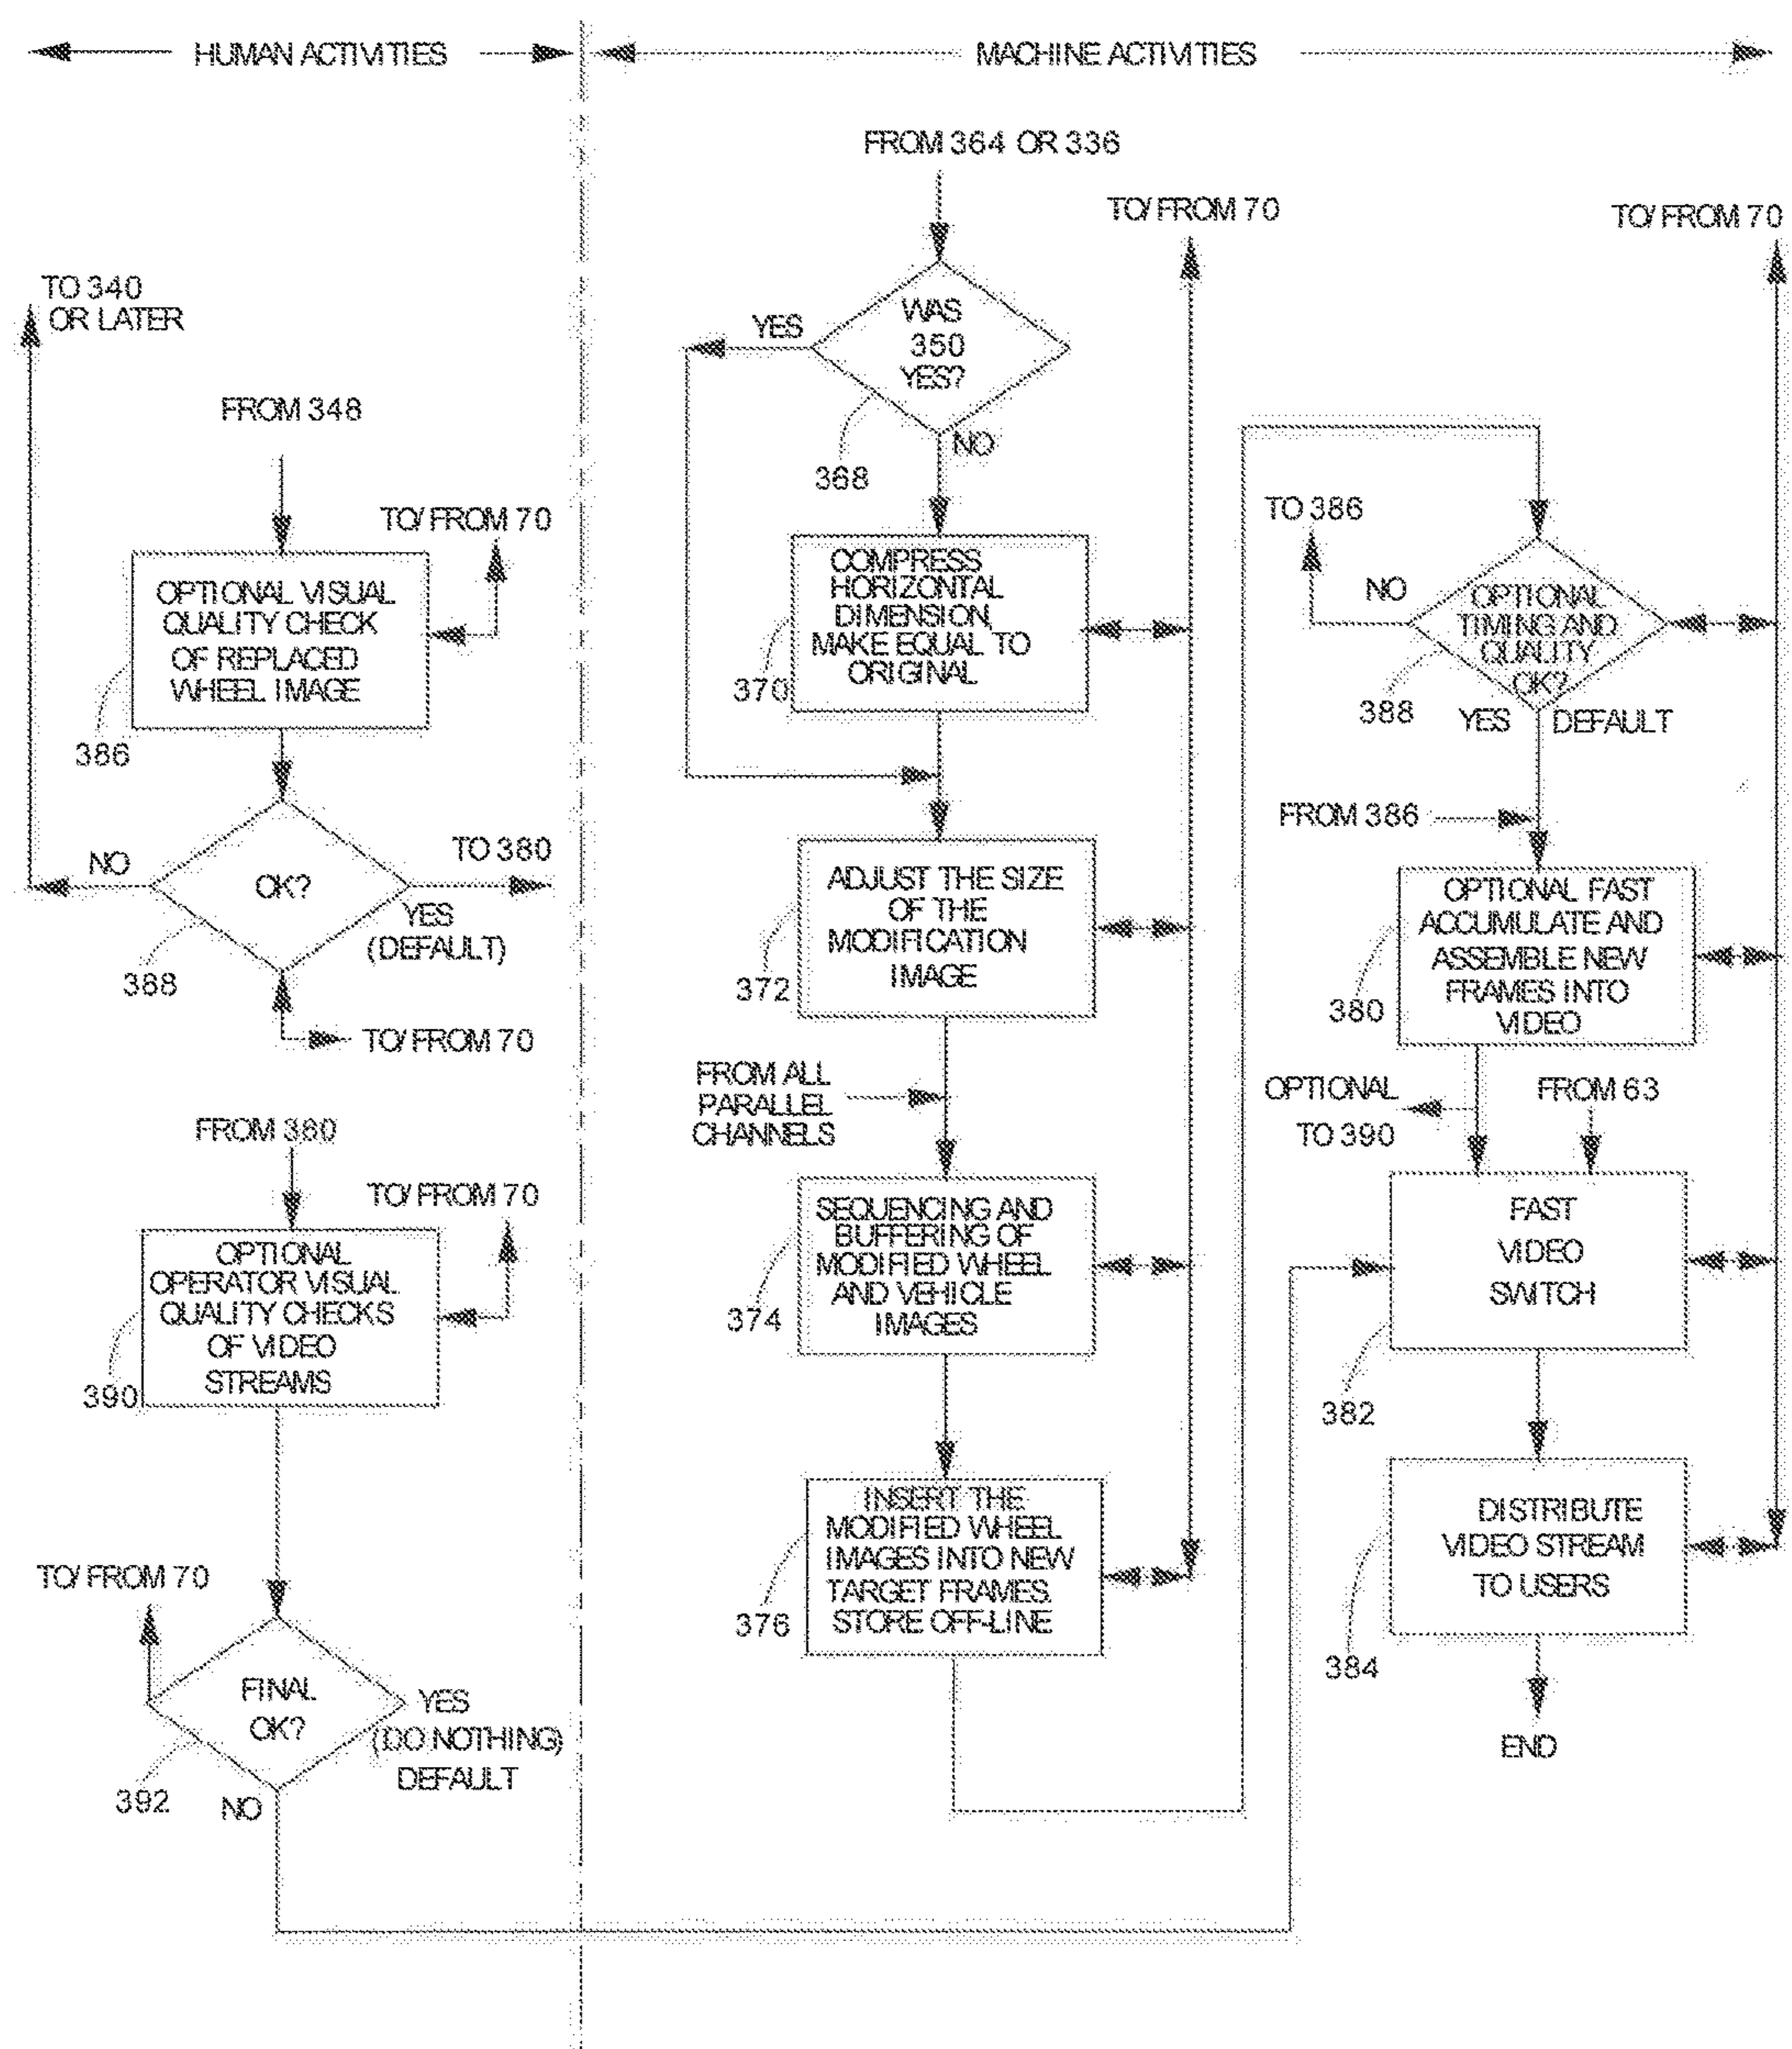 HUMAN ACTIVITIES
MACHINE ACTIVITIES
TO 340
OR LATER
FROM 348
TO/FROM 70
OPTIONAL VISUAL
QUALITY CHECK
OF REPLACED
WHEEL IMAGE
386
NO
OK?
TO 380
YES
(DEFAULT)
388
TO/FROM 70
FROM 380
TO/FROM 70
OPTIONAL
OPERATOR VISUAL
QUALITY CHECKS
OF VIDEO
STREAMS
390
TO/FROM 70
FINAL
OK?
YES
(DO NOTHING)
DEFAULT
392
NO
FROM 364 OR 336
TO/FROM 70
WAS
350
YES?
YES
NO
368
COMPRESS
HORIZONTAL
DIMENSION,
MAKE EQUAL TO
ORIGINAL
370
ADJUST THE SIZE
OF THE
MODIFICATION
IMAGE
372
FROM ALL
PARALLEL
CHANNELS
SEQUENCING AND
BUFFERING OF
MODIFIED WHEEL
AND VEHICLE
IMAGES
374
INSERT THE
MODIFIED WHEEL
IMAGES INTO NEW
TARGET FRAMES.
STORE OFF-LINE
376
TO/FROM 70
TO 386
NO
OPTIONAL
TIMING AND
QUALITY
OK?
388
YES
DEFAULT
FROM 386
OPTIONAL FAST
ACCUMULATE AND
ASSEMBLE NEW
FRAMES INTO
VIDEO
380
OPTIONAL
TO 390
FROM 63
FAST
VIDEO
SWITCH
382
DISTRIBUTE
VIDEO STREAM
TO USERS
384
END